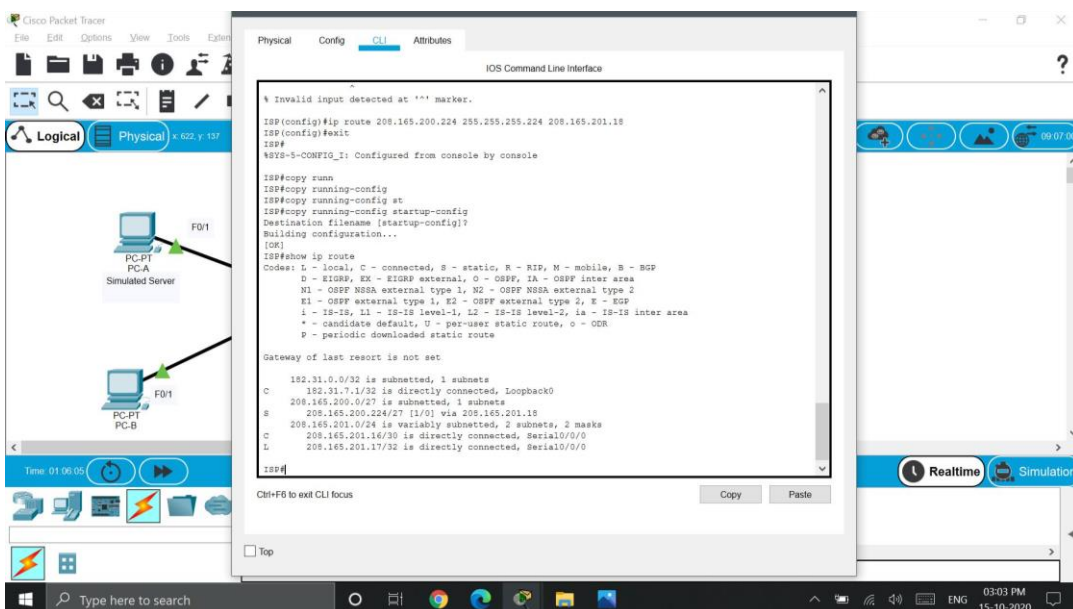 Cisco Packet Tracer
File Edit Options View Tools
Physical Config CLI Attributes
IOS Command Line Interface
^
% Invalid input detected at '^' marker.
ISP(config)#ip route 208.165.200.224 255.255.255.224 208.165.201.18
ISP(config)#exit
ISP#
%SYS-5-CONFIG_I: Configured from console by console
ISP#copy runn
ISP#copy running-config
ISP#copy running-config st
ISP#copy running-config startup-config
Destination filename [startup-config]?
Building configuration...
[OK]
ISP#show ip route
Codes: L - local, C - connected, S - static, R - RIP, M - mobile, B - BGP
D - EIGRP, EX - EIGRP external, O - OSPF, IA - OSPF inter area
N1 - OSPF NSSA external type 1, N2 - OSPF NSSA external type 2
E1 - OSPF external type 1, E2 - OSPF external type 2, E - EGP
i - IS-IS, L1 - IS-IS level-1, L2 - IS-IS level-2, ia - IS-IS inter area
* - candidate default, U - per-user static route, o - ODR
P - periodic downloaded static route
Gateway of last resort is not set
182.31.0.0/32 is subnetted, 1 subnets
C 182.31.7.1/32 is directly connected, Loopback0
208.165.200.0/27 is subnetted, 1 subnets
S 208.165.200.224/27 [1/0] via 208.165.201.18
208.165.201.0/24 is variably subnetted, 2 subnets, 2 masks
C 208.165.201.16/30 is directly connected, Serial0/0/0
L 208.165.201.17/32 is directly connected, Serial0/0/0
ISP#
Ctrl+F6 to exit CLI focus
Copy
Paste
Top
?
Logical
Physical
x: 622, y: 137
F0/1
PC-PT
PC-A
Simulated Server
F0/1
PC-PT
PC-B
Time: 01:06:05
Realtime
Simulation
Type here to search
ENG
03:03 PM
15-10-2020